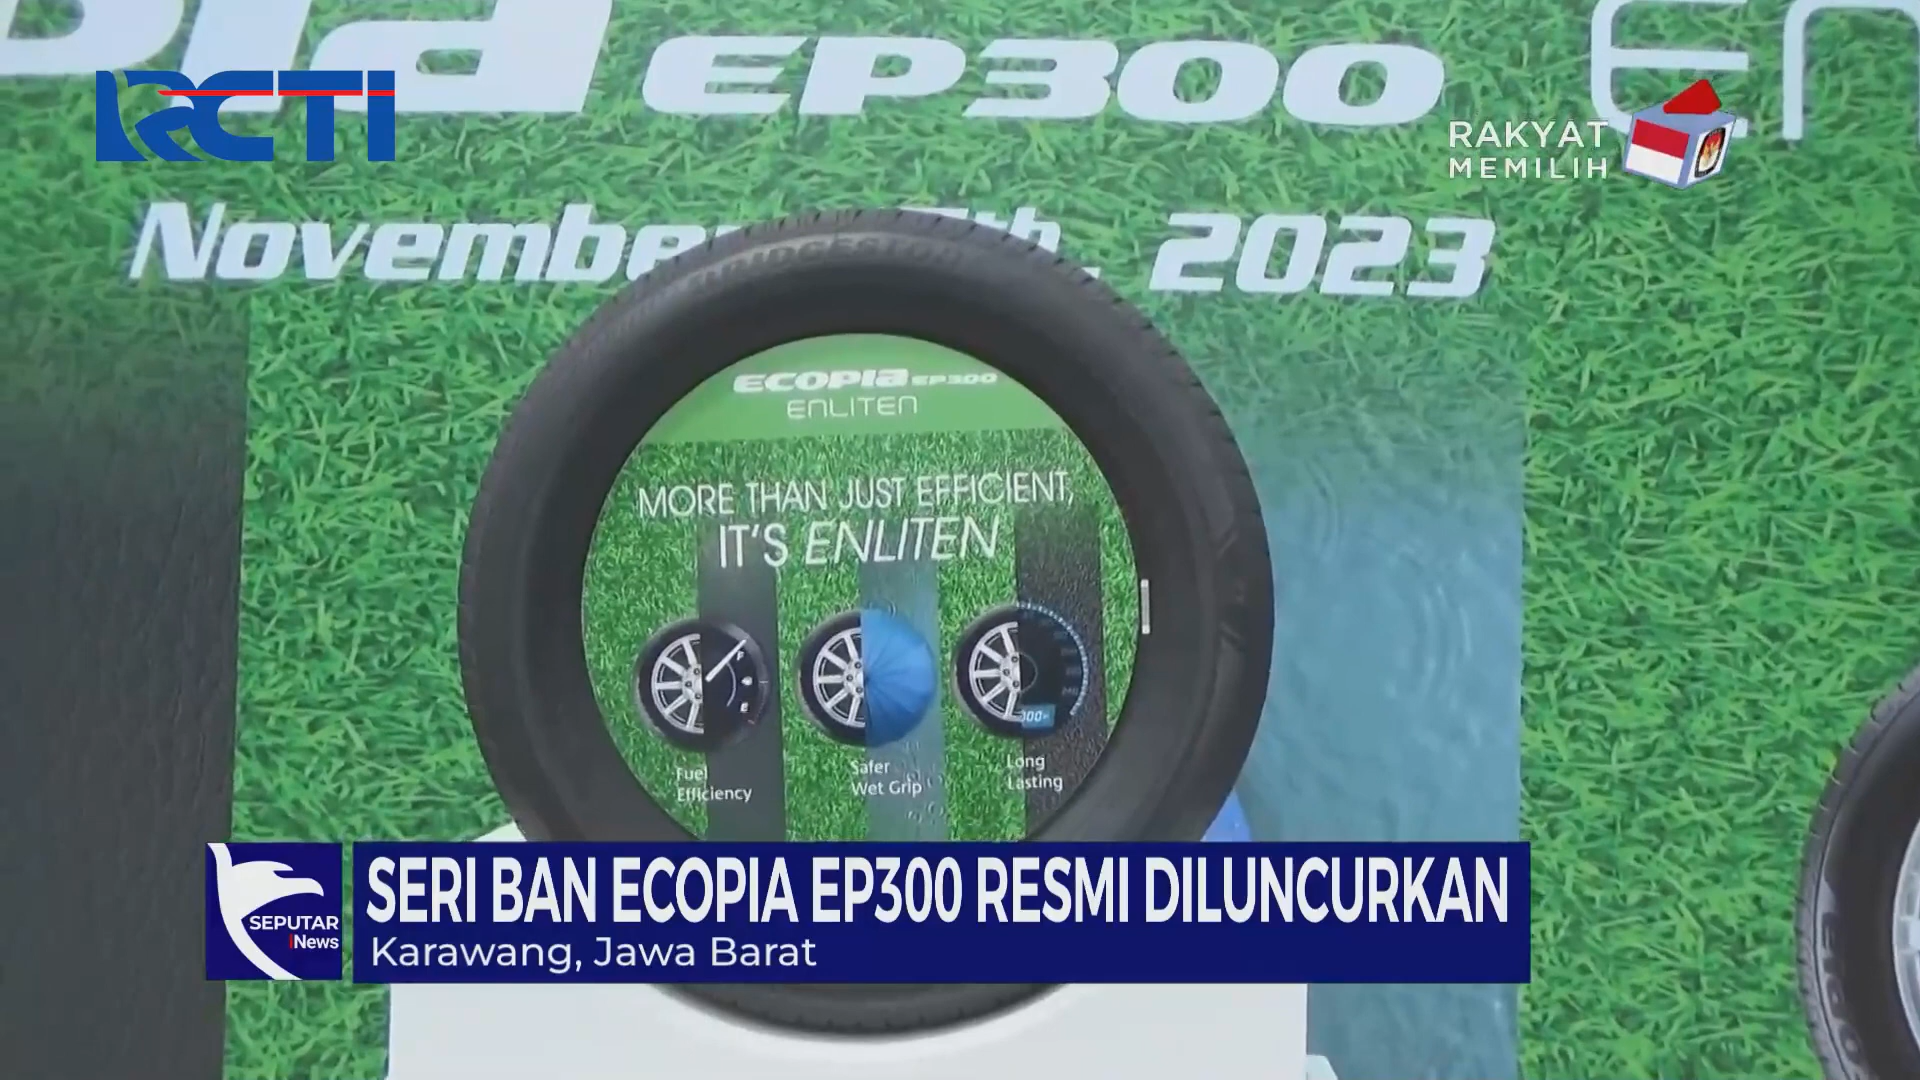 EP300
RCTI
RAKYAT
MEMILIH
2023
BRIDGESTONE
ECOPIA EP300
ENLITEN
MORE THAN JUST EFFICIENT,
IT'S ENLITEN
Fuel
Efficiency
Safer
Wet Grip
Long
Lasting
SEPUTAR
iNews
SERI BAN ECOPIA EP300 RESMI DILUNCURKAN
Karawang, Jawa Barat